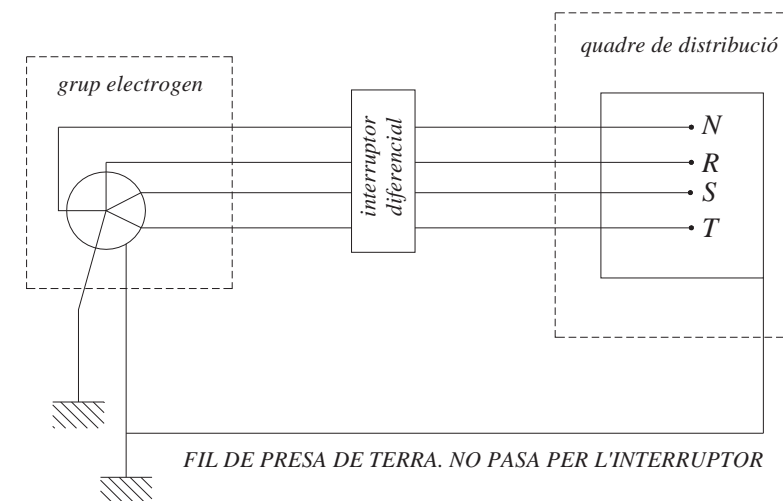 quadre de distribució
grup electrogen
interruptor
diferencial
N
R
S
T
FIL DE PRESA DE TERRA. NO PASA PER L'INTERRUPTOR